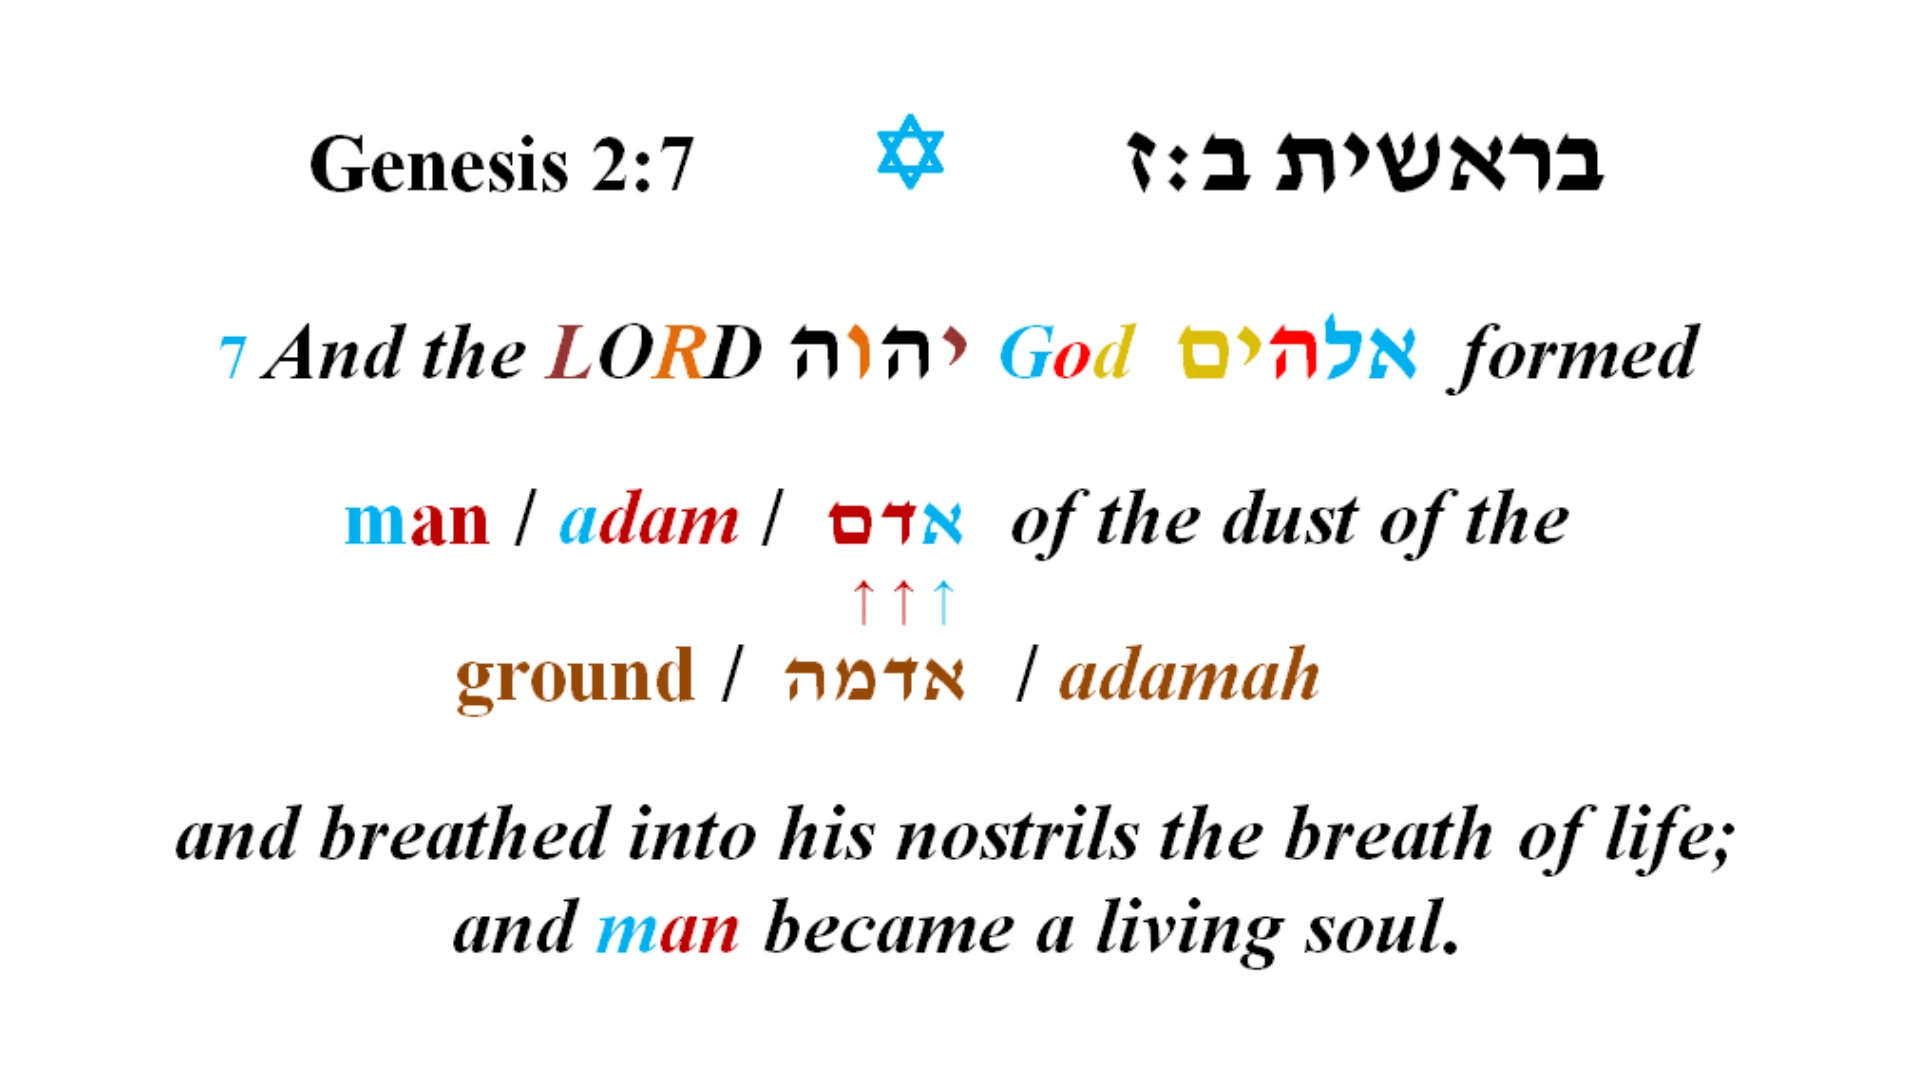 Genesis 2:7 ✡ בראשית ב:ז
7 And the LORD יהוה God אלהים formed
man / adam / אדם of the dust of the
↑↑↑
ground / אדמה / adamah
and breathed into his nostrils the breath of life;
and man became a living soul.